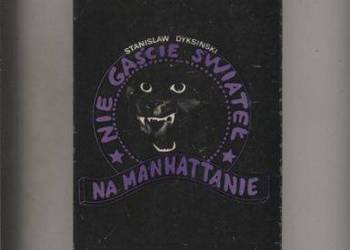 STANISŁAW DYKSIŃSKI
NIE GAŚCIE ŚWIATEŁ
NA MANHATTANIE